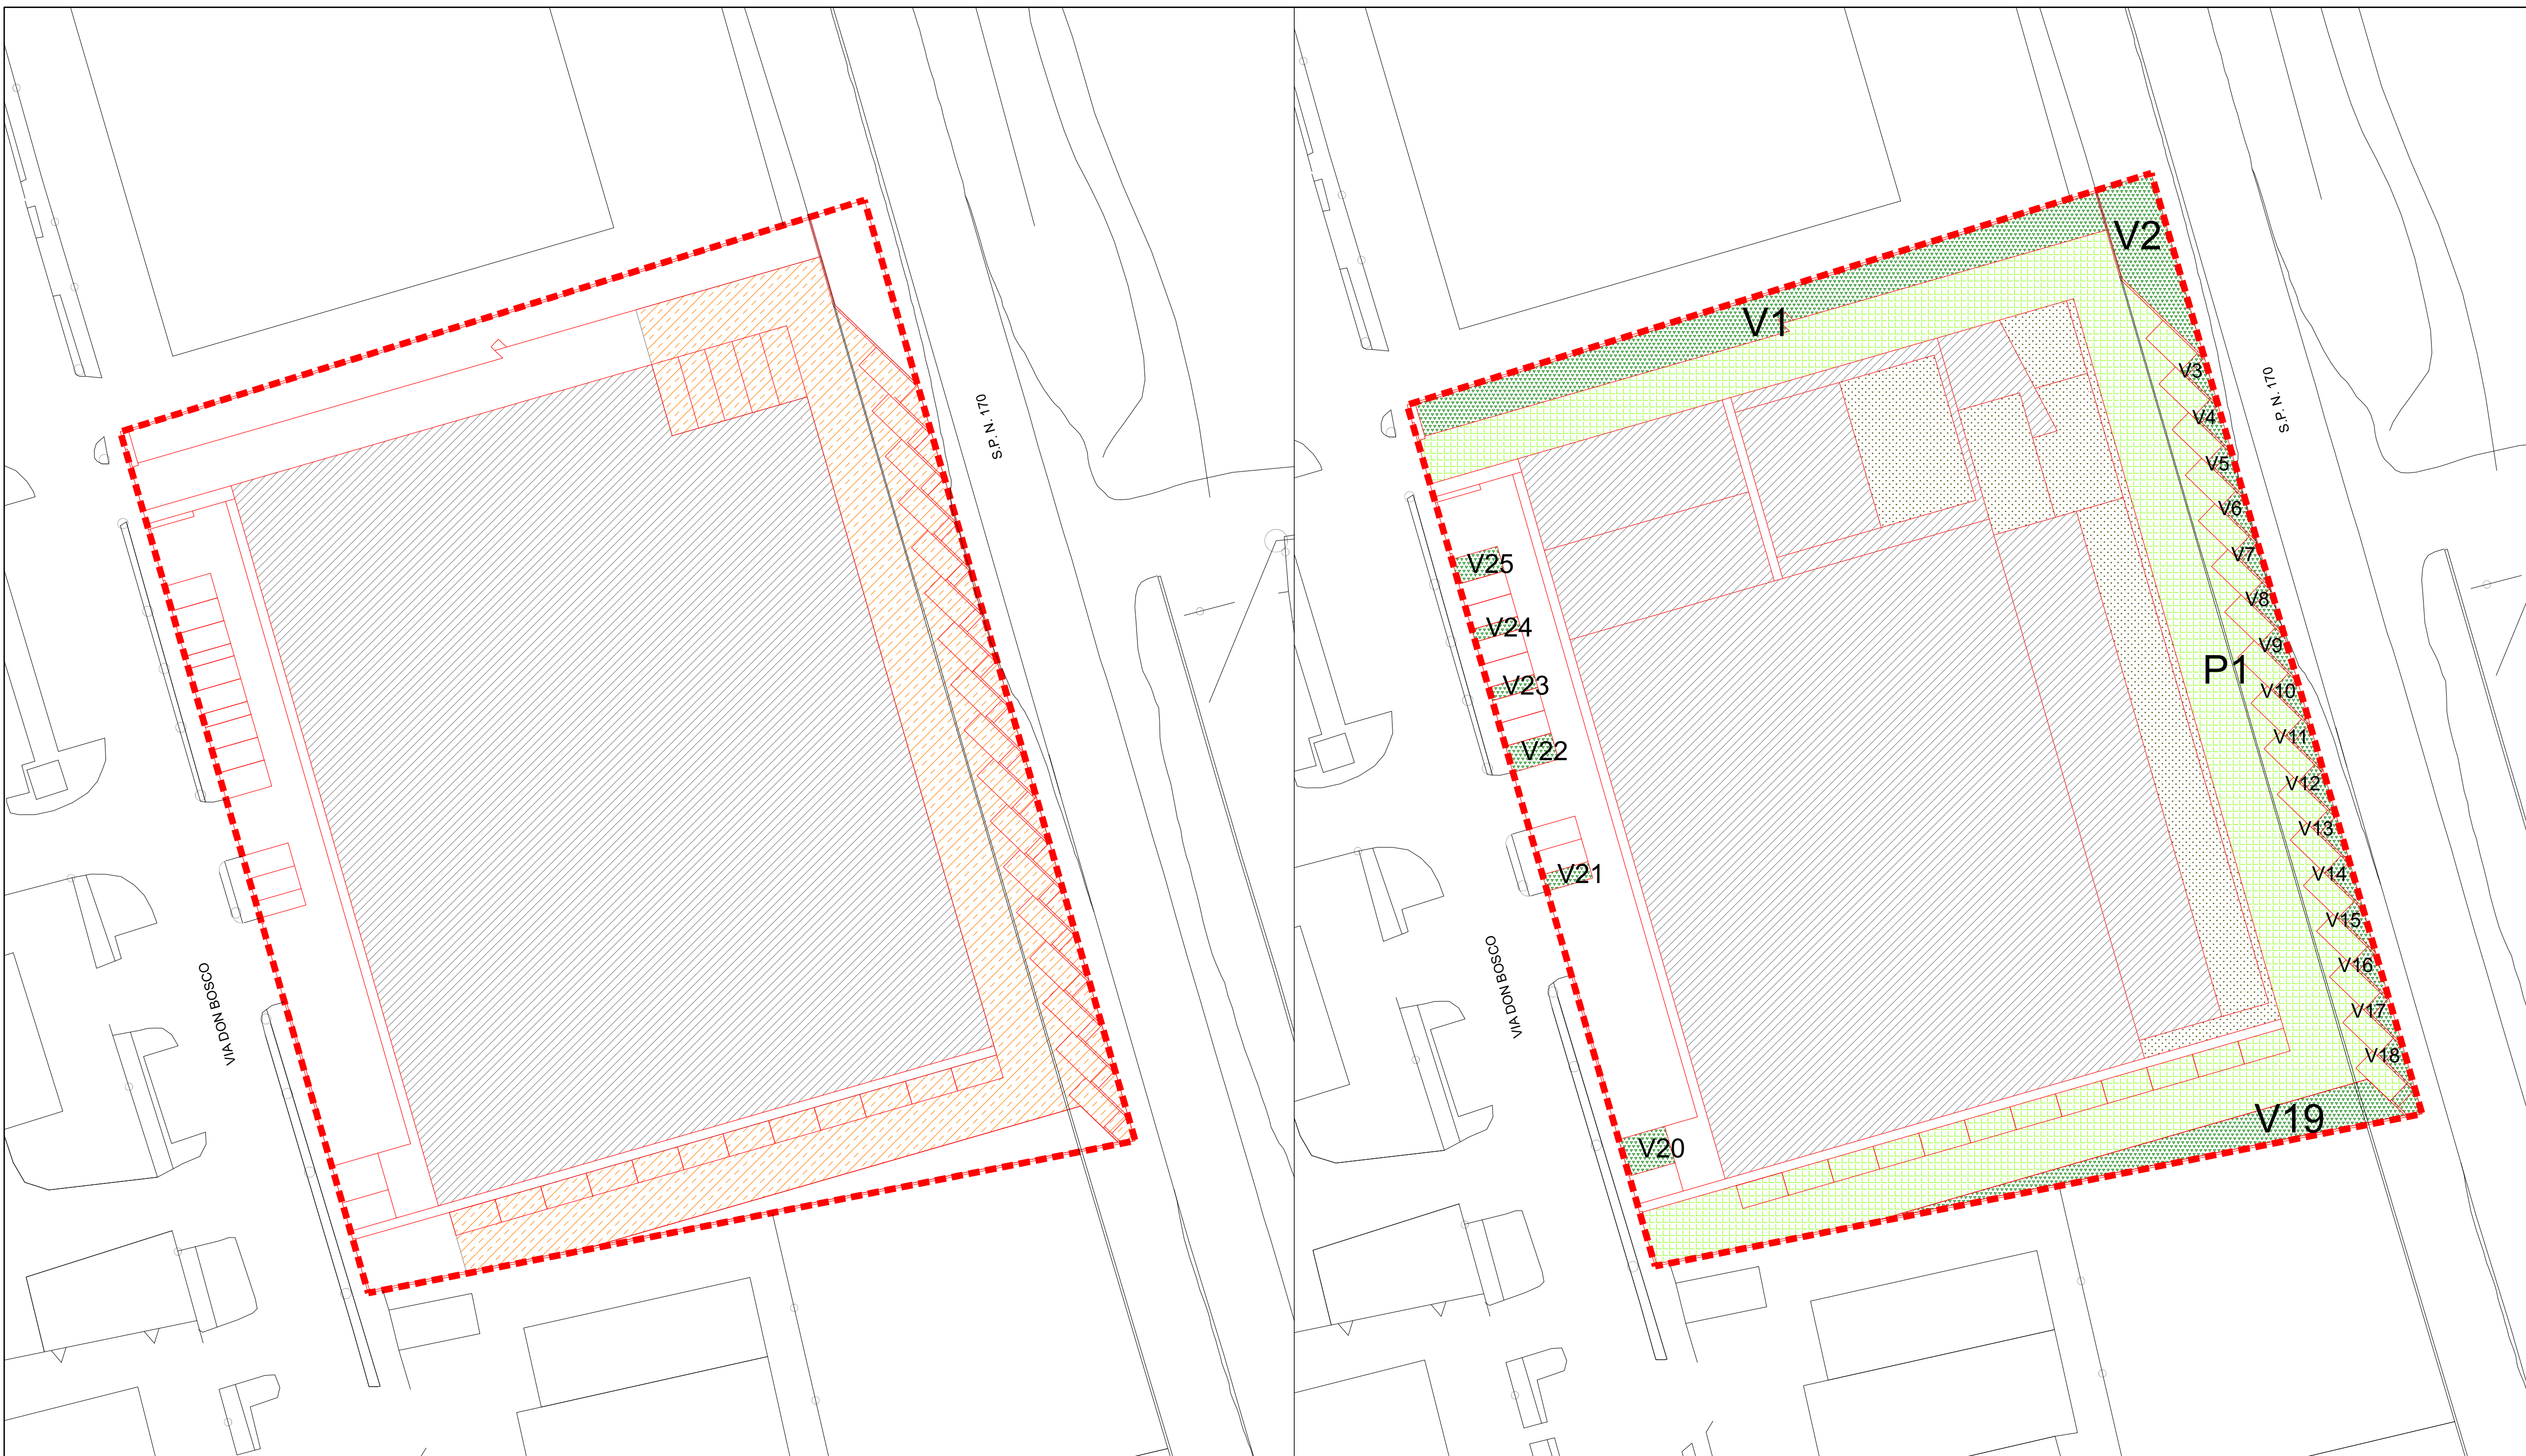 S.P. N. 170
VIA DON BOSCO
V2
V1
S.P. N. 170
V3
V4
V5
V6
V25
V7
V8
V24
V9
P1
V23
V10
V11
V22
V12
V13
V21
V14
V15
VIA DON BOSCO
V16
V17
V18
V19
V20